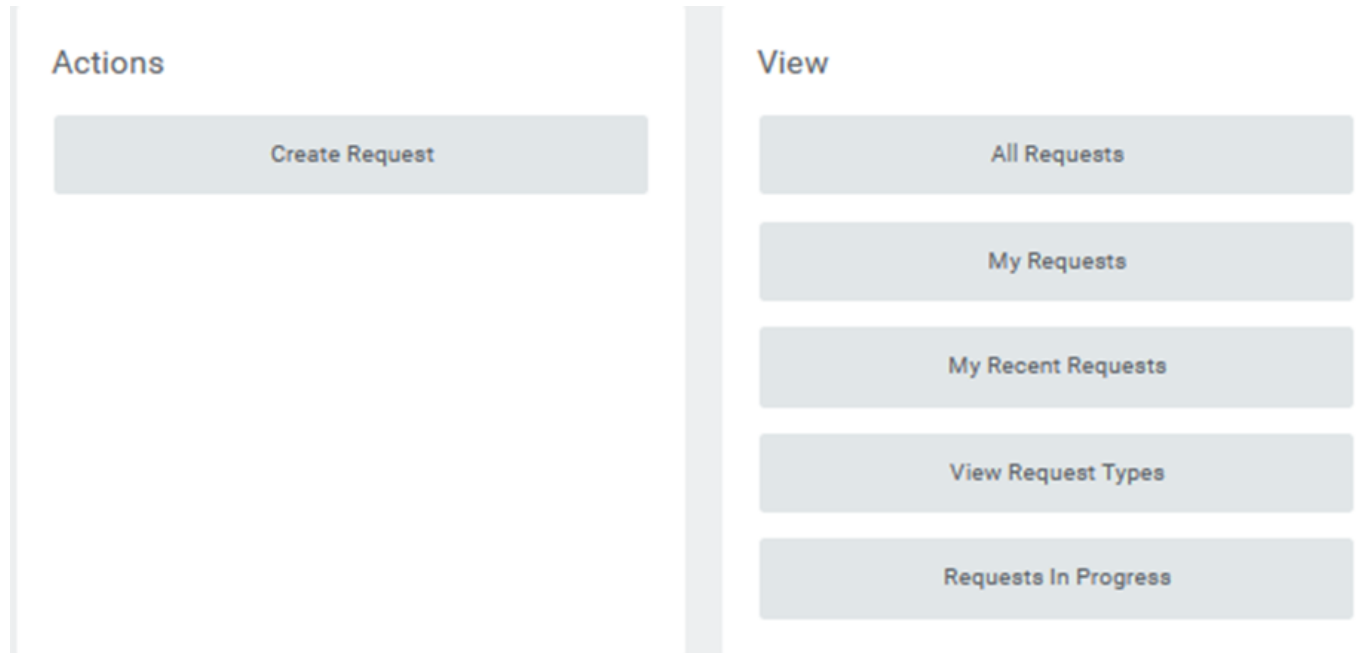 Actions
Create Request
View
All Requests
My Requests
My Recent Requests
View Request Types
Requests In Progress